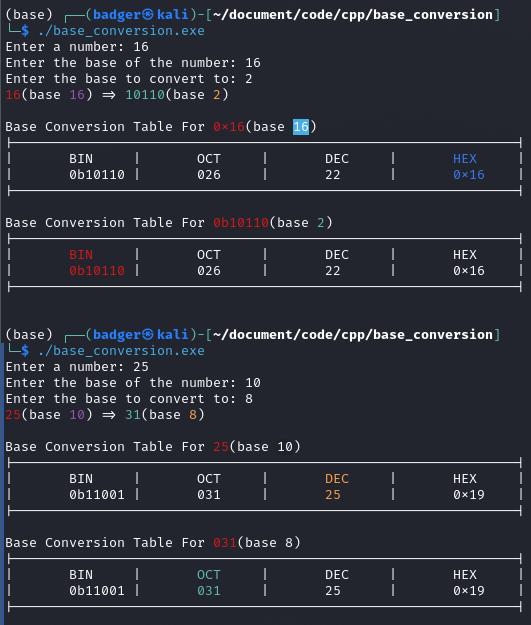 (base) ┌──(badger㉿kali)-[~/document/code/cpp/base_conversion]
└─$ ./base_conversion.exe
Enter a number: 16
Enter the base of the number: 16
Enter the base to convert to: 2
16(base 16) ⇒ 10110(base 2)
Base Conversion Table For 0×16(base 16)
| BIN | OCT | DEC | HEX |
| 0b10110 | 026 | 22 | 0×16 |
Base Conversion Table For 0b10110(base 2)
| BIN | OCT | DEC | HEX |
| 0b10110 | 026 | 22 | 0×16 |
(base) ┌──(badger㉿kali)-[~/document/code/cpp/base_conversion]
└─$ ./base_conversion.exe
Enter a number: 25
Enter the base of the number: 10
Enter the base to convert to: 8
25(base 10) ⇒ 31(base 8)
Base Conversion Table For 25(base 10)
| BIN | OCT | DEC | HEX |
| 0b11001 | 031 | 25 | 0×19 |
Base Conversion Table For 031(base 8)
| BIN | OCT | DEC | HEX |
| 0b11001 | 031 | 25 | 0×19 |